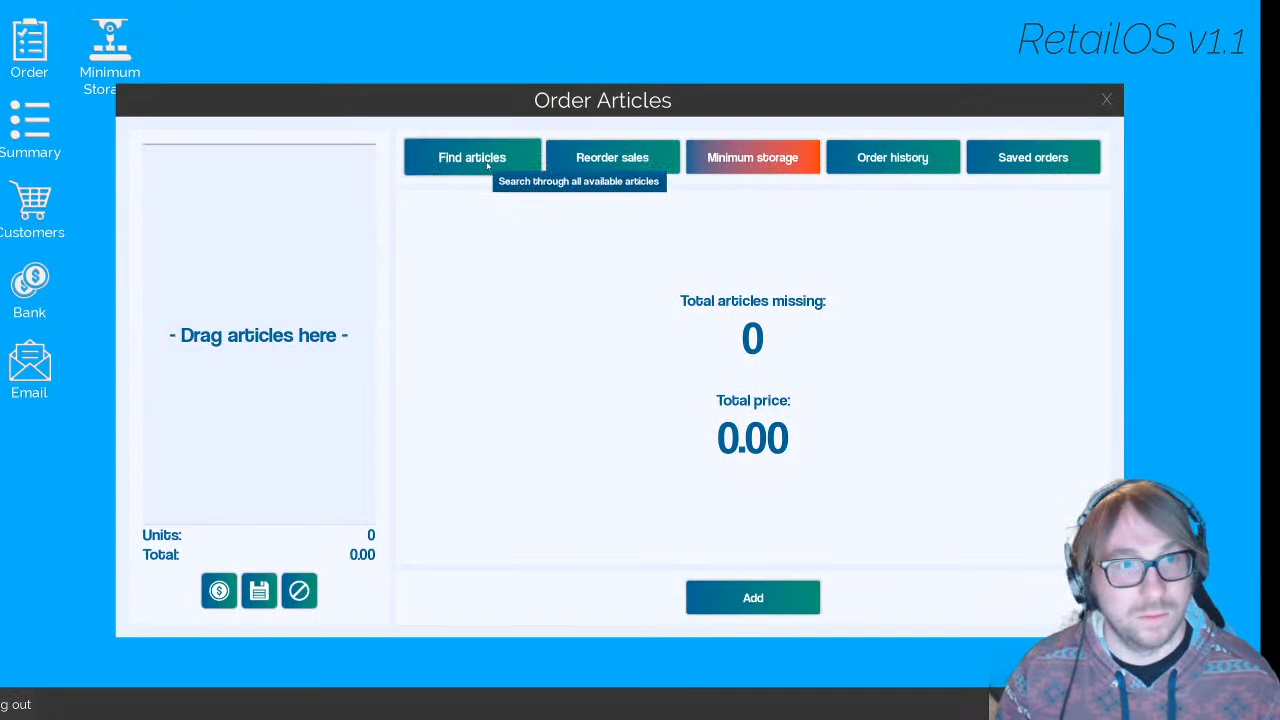 RetailOS v1.1
Order
Minimum
Stora
Summary
Customers
Bank
Email
Order Articles
X
Find articles
Reorder sales
Minimum storage
Order history
Saved orders
Search through all available articles
- Drag articles here -
Total articles missing:
0
Total price:
0.00
Units:
0
Total:
0.00
Add
g out